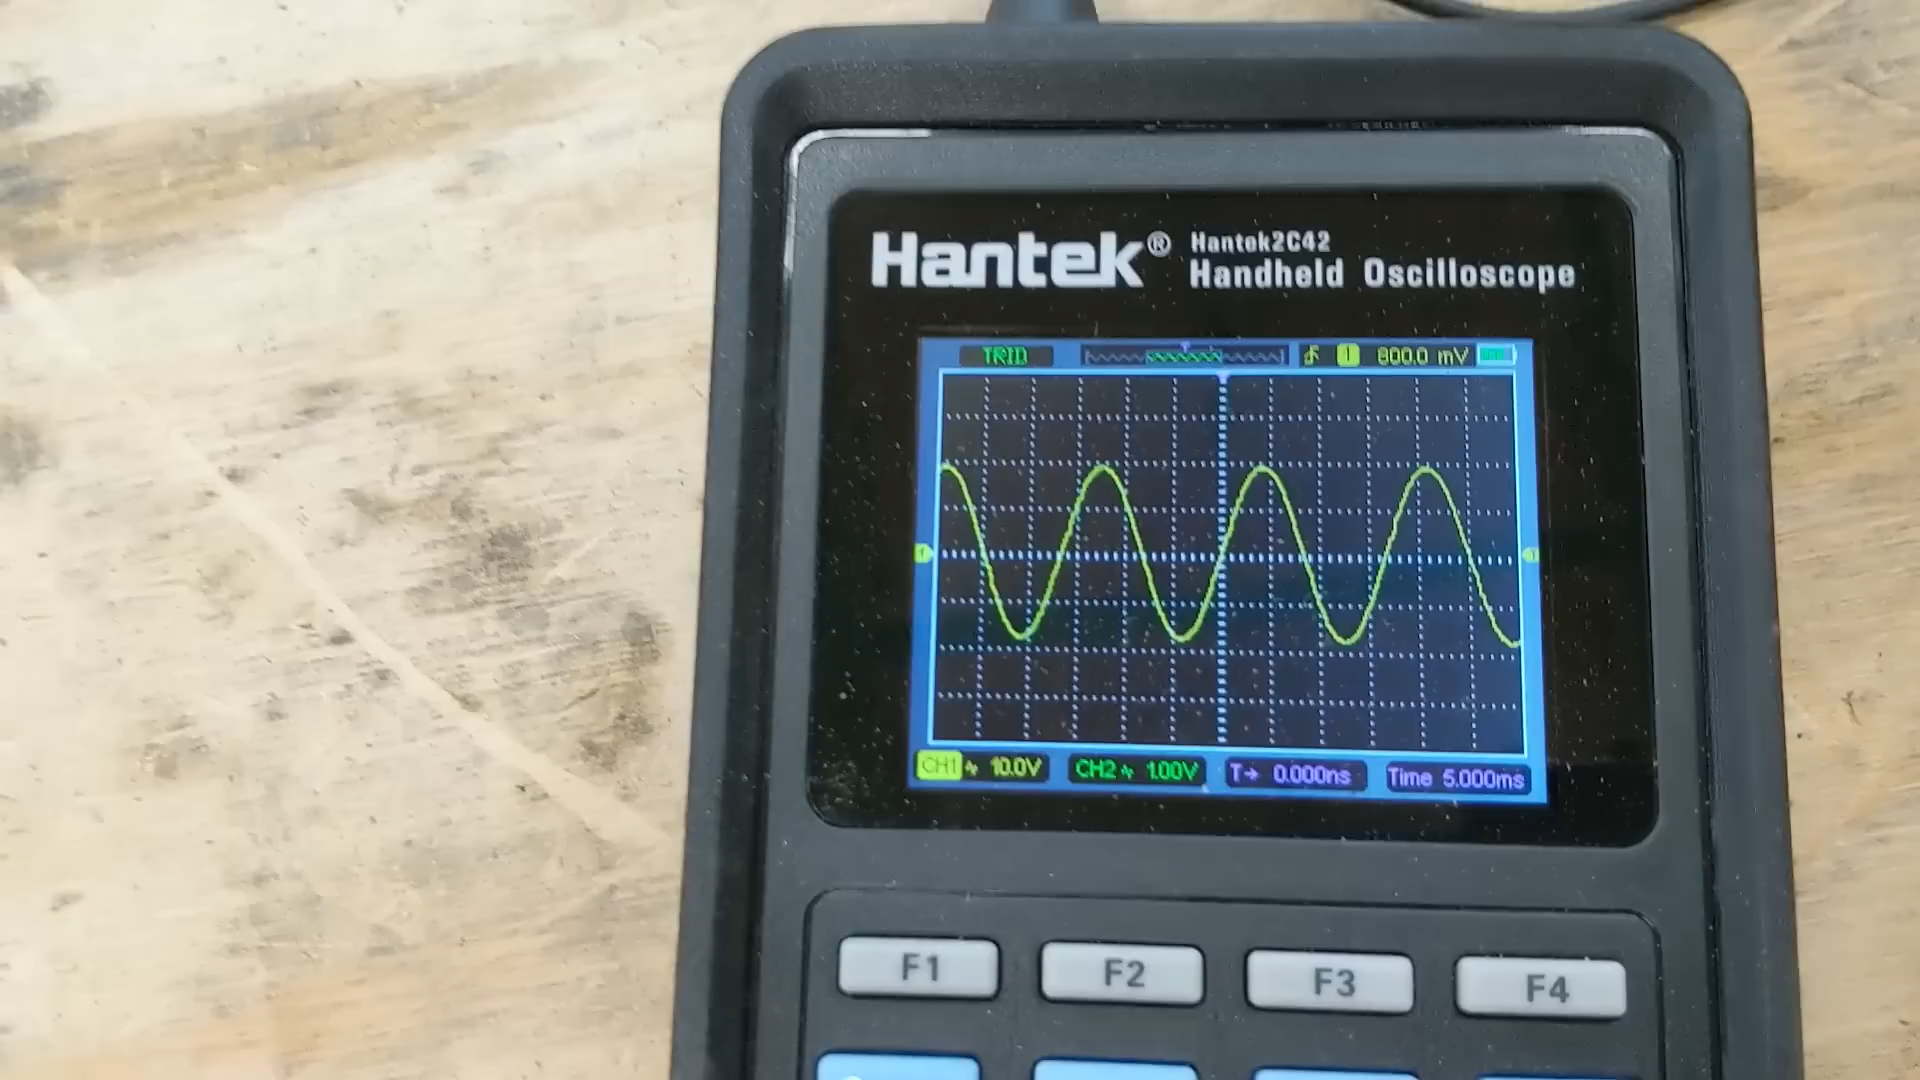 Hantek®
Hantek2C42
Handheld Oscilloscope
TRID 1 800.0 mV
CH1 10.0V CH2 1.00V T→ 0.000ns Time 5.000ms
F1 F2 F3 F4